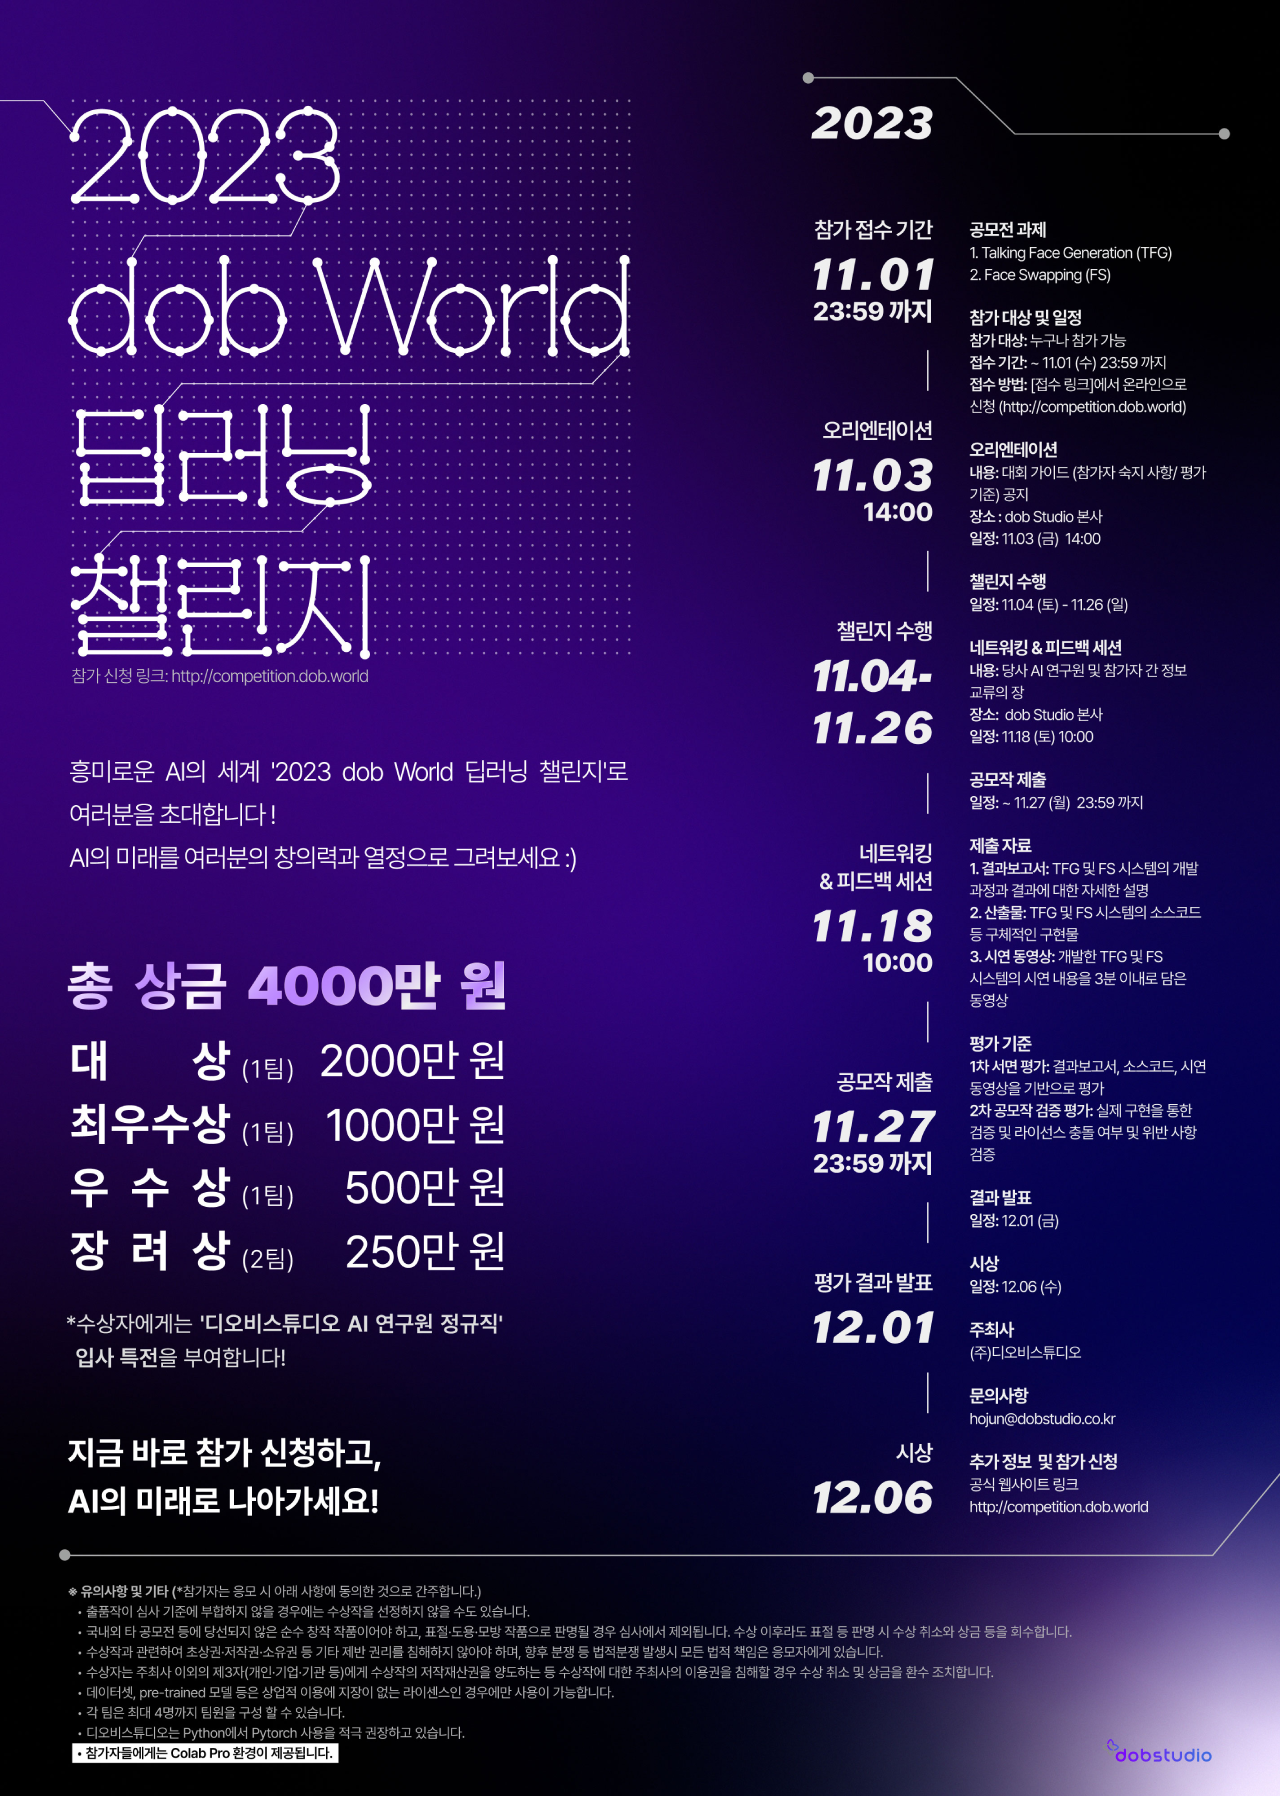 2023
dob World
딥러닝
챌린지
참가 신청 링크: http://competition.dob.world
흥미로운 AI의 세계 '2023 dob World 딥러닝 챌린지'로
여러분을 초대합니다 !
AI의 미래를 여러분의 창의력과 열정으로 그려보세요 :)
총 상금 4000만 원
대 상 (1팀) 2000만 원
최우수상 (1팀) 1000만 원
우 수 상 (1팀) 500만 원
장 려 상 (2팀) 250만 원
*수상자에게는 '디오비스튜디오 AI 연구원 정규직'
입사 특전을 부여합니다!
지금 바로 참가 신청하고,
AI의 미래로 나아가세요!
2023
참가 접수 기간
11.01
23:59 까지
오리엔테이션
11.03
14:00
챌린지 수행
11.04-
11.26
네트워킹
& 피드백 세션
11.18
10:00
공모작 제출
11.27
23:59 까지
평가 결과 발표
12.01
시상
12.06
공모전 과제
1. Talking Face Generation (TFG)
2. Face Swapping (FS)
참가 대상 및 일정
참가 대상: 누구나 참가 가능
접수 기간: ~ 11.01 (수) 23:59 까지
접수 방법: [접수 링크]에서 온라인으로
신청 (http://competition.dob.world)
오리엔테이션
내용: 대회 가이드 (참가자 숙지 사항/ 평가
기준) 공지
장소 : dob Studio 본사
일정: 11.03 (금) 14:00
챌린지 수행
일정: 11.04 (토) - 11.26 (일)
네트워킹 & 피드백 세션
내용: 당사 AI 연구원 및 참가자 간 정보
교류의 장
장소: dob Studio 본사
일정: 11.18 (토) 10:00
공모작 제출
일정: ~ 11.27 (월) 23:59 까지
제출 자료
1. 결과보고서: TFG 및 FS 시스템의 개발
과정과 결과에 대한 자세한 설명
2. 산출물: TFG 및 FS 시스템의 소스코드
등 구체적인 구현물
3. 시연 동영상: 개발한 TFG 및 FS
시스템의 시연 내용을 3분 이내로 담은
동영상
평가 기준
1차 서면 평가: 결과보고서, 소스코드, 시연
동영상을 기반으로 평가
2차 공모작 검증 평가: 실제 구현을 통한
검증 및 라이선스 충돌 여부 및 위반 사항
검증
결과 발표
일정: 12.01 (금)
시상
일정: 12.06 (수)
주최사
(주)디오비스튜디오
문의사항
hojun@dobstudio.co.kr
추가 정보 및 참가 신청
공식 웹사이트 링크
http://competition.dob.world
※ 유의사항 및 기타 (*참가자는 응모 시 아래 사항에 동의한 것으로 간주합니다.)
• 출품작이 심사 기준에 부합하지 않을 경우에는 수상작을 선정하지 않을 수도 있습니다.
• 국내외 타 공모전 등에 당선되지 않은 순수 창작 작품이어야 하고, 표절·도용·모방 작품으로 판명될 경우 심사에서 제외됩니다. 수상 이후라도 표절 등 판명 시 수상 취소와 상금 등을 회수합니다.
• 수상작과 관련하여 초상권·저작권·소유권 등 기타 제반 권리를 침해하지 않아야 하며, 향후 분쟁 등 법적분쟁 발생시 모든 법적 책임은 응모자에게 있습니다.
• 수상자는 주최사 이외의 제3자(개인·기업·기관 등)에게 수상작의 저작재산권을 양도하는 등 수상작에 대한 주최사의 이용권을 침해할 경우 수상 취소 및 상금을 환수 조치합니다.
• 데이터셋, pre-trained 모델 등은 상업적 이용에 지장이 없는 라이센스인 경우에만 사용이 가능합니다.
• 각 팀은 최대 4명까지 팀원을 구성 할 수 있습니다.
• 디오비스튜디오는 Python에서 Pytorch 사용을 적극 권장하고 있습니다.
• 참가자들에게는 Colab Pro 환경이 제공됩니다.
dobstudio